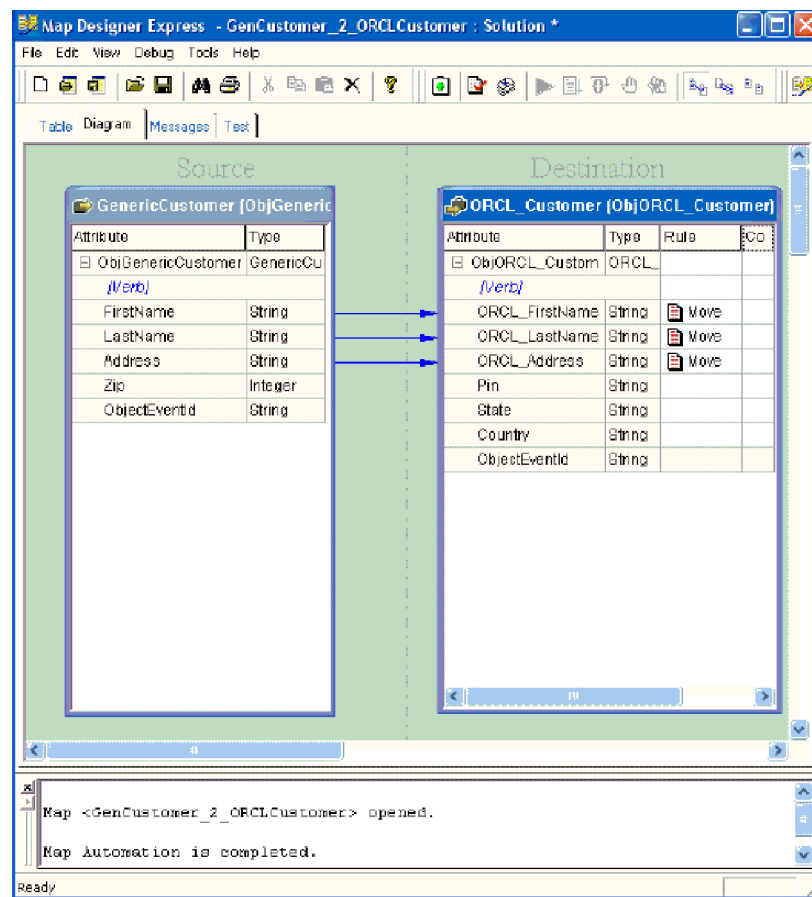 Map Designer Express - GenCustomer_2_ORCLCustomer : Solution *
File Edit View Debug Tools Help
Table Diagram Messages Test
Source Destination
GenericCustomer (ObjGeneric
Attribute Type
ObjGenericCustomer GenericCu
(Verb)
FirstName String
LastName String
Address String
Zip Integer
ObjectEventId String
ORCL_Customer (ObjORCL_Customer)
Attribute Type Rule Co
ObjORCL_Custom ORCL_
(Verb)
ORCL_FirstName String Move
ORCL_LastName String Move
ORCL_Address String Move
Pin String
State String
Country String
ObjectEventId String
Map <GenCustomer_2_ORCLCustomer> opened.
Map Automation is completed.
Ready